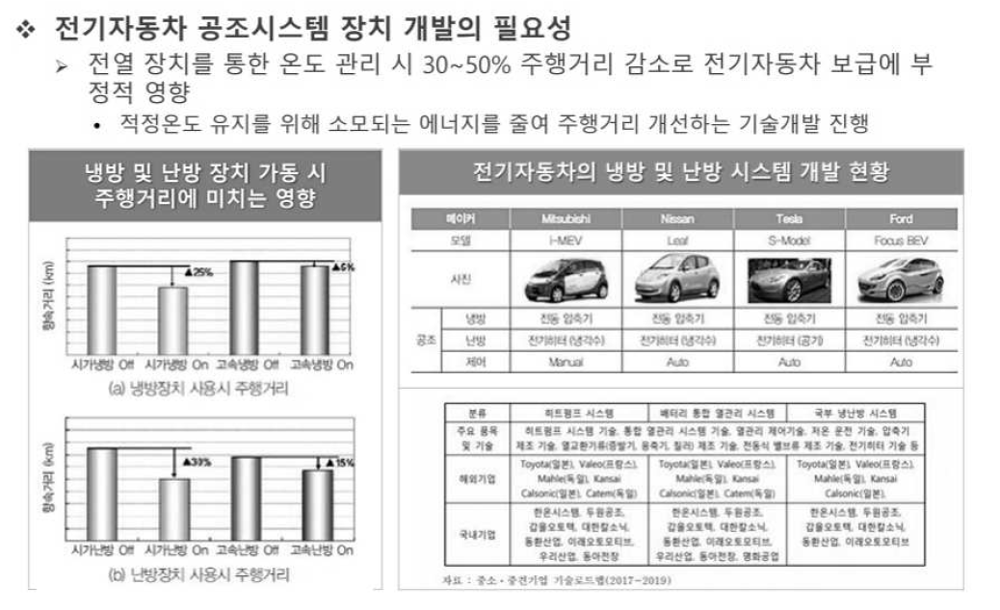 ❖ 전기자동차 공조시스템 장치 개발의 필요성
➢ 전열 장치를 통한 온도 관리 시 30~50% 주행거리 감소로 전기자동차 보급에 부
정적 영향
• 적정온도 유지를 위해 소모되는 에너지를 줄여 주행거리 개선하는 기술개발 진행
냉방 및 난방 장치 가동 시
주행거리에 미치는 영향
항속거리 (km)
▲25%
▲6%
시가냉방 Off 시가냉방 On 고속냉방 Off 고속냉방 On
(a) 냉방장치 사용시 주행거리
항속거리 (km)
▲33%
▲15%
시가난방 Off 시가난방 On 고속난방 Off 고속난방 On
(b) 난방장치 사용시 주행거리
전기자동차의 냉방 및 난방 시스템 개발 현황
메이커 Mitsubishi Nissan Tesla Ford
모델 i-MEV Leaf S-Model Focus BEV
사진
공조
냉방 전동 압축기 전동 압축기 전동 압축기 전동 압축기
난방 전기히터 (냉각수) 전기히터 (냉각수) 전기히터 (공기) 전기히터 (냉각수)
제어 Manual Auto Auto Auto
분류 히트펌프 시스템 배터리 통합 열관리 시스템 국부 냉난방 시스템
주요 품목
및 기술
히트펌프 시스템 기술, 통합 열관리 시스템 기술, 열관리 제어기술, 저온 운전 기술, 압축기
제조 기술, 열교환기류(증발기, 응축기, 칠러) 제조 기술, 전동식 밸브류 제조 기술, 전기히터 기술 등
해외기업
Toyota(일본), Valeo(프랑스),
Mahle(독일), Kansai
Calsonic(일본), Catem(독일)
Toyota(일본), Valeo(프랑스),
Mahle(독일), Kansai
Calsonic(일본), Catem(독일)
Toyota(일본), Valeo(프랑스),
Mahle(독일), Kansai
Calsonic(일본),
국내기업
한온시스템, 두원공조,
갑을오토텍, 대한칼소닉,
동환산업, 이래오토모티브,
우리산업, 동아전장
한온시스템, 두원공조,
갑을오토텍, 대한칼소닉,
동환산업, 이래오토모티브,
우리산업, 동아전장, 명화공업
한온시스템, 두원공조,
갑을오토텍, 대한칼소닉,
동환산업, 이래오토모티브
자료 : 중소·중견기업 기술로드맵(2017-2019)